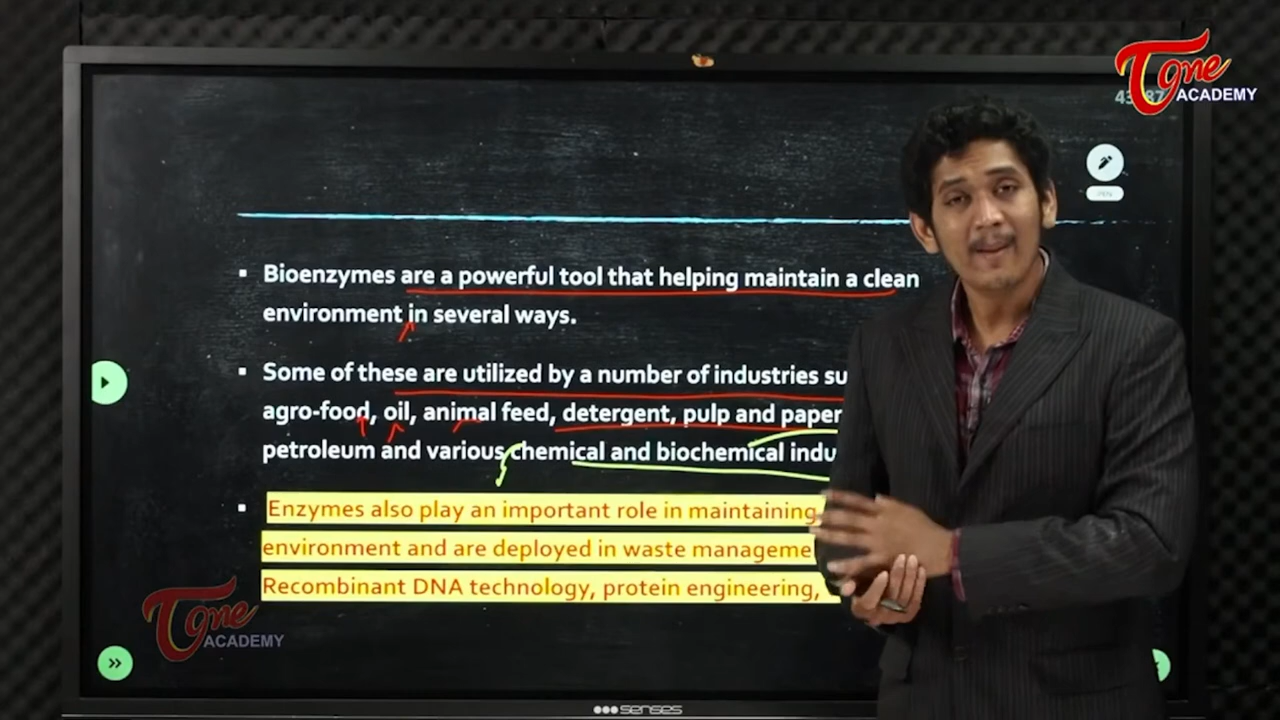 Tone
ACADEMY
PEN
Bioenzymes are a powerful tool that helping maintain a clean
environment in several ways.
Some of these are utilized by a number of industries su
agro-food, oil, animal feed, detergent, pulp and paper
petroleum and various chemical and biochemical indu
Enzymes also play an important role in maintaining
environment and are deployed in waste manageme
Recombinant DNA technology, protein engineering,
Tone
ACADEMY
senses